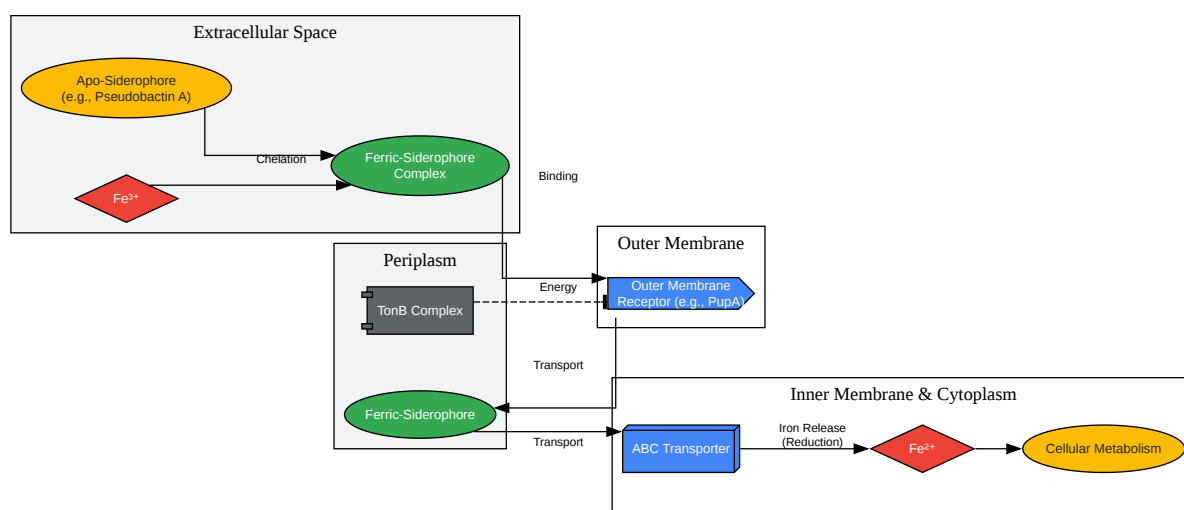 Extracellular Space
Apo-Siderophore
(e.g., Pseudobactin A)
Chelation
Ferric-Siderophore
Complex
Fe³⁺
Binding
Outer Membrane
Periplasm
Energy
Outer Membrane
Receptor (e.g., PupA)
TonB Complex
Transport
Inner Membrane & Cytoplasm
Ferric-Siderophore
Transport
ABC Transporter
Iron Release
(Reduction)
Fe²⁺
Cellular Metabolism